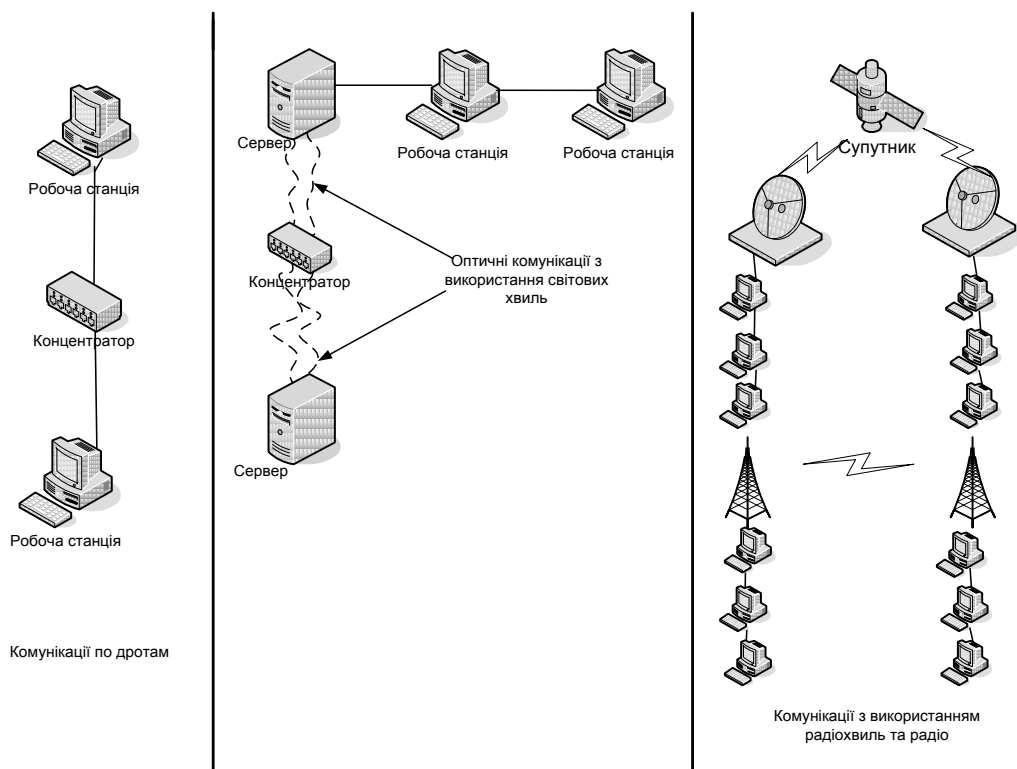 Робоча станція
Концентратор
Робоча станція
Комунікації по дротам
Сервер
Робоча станція
Робоча станція
Концентратор
Оптичні комунікації з
використання світових
хвиль
Сервер
Супутник
Комунікації з використанням
радіохвиль та радіо